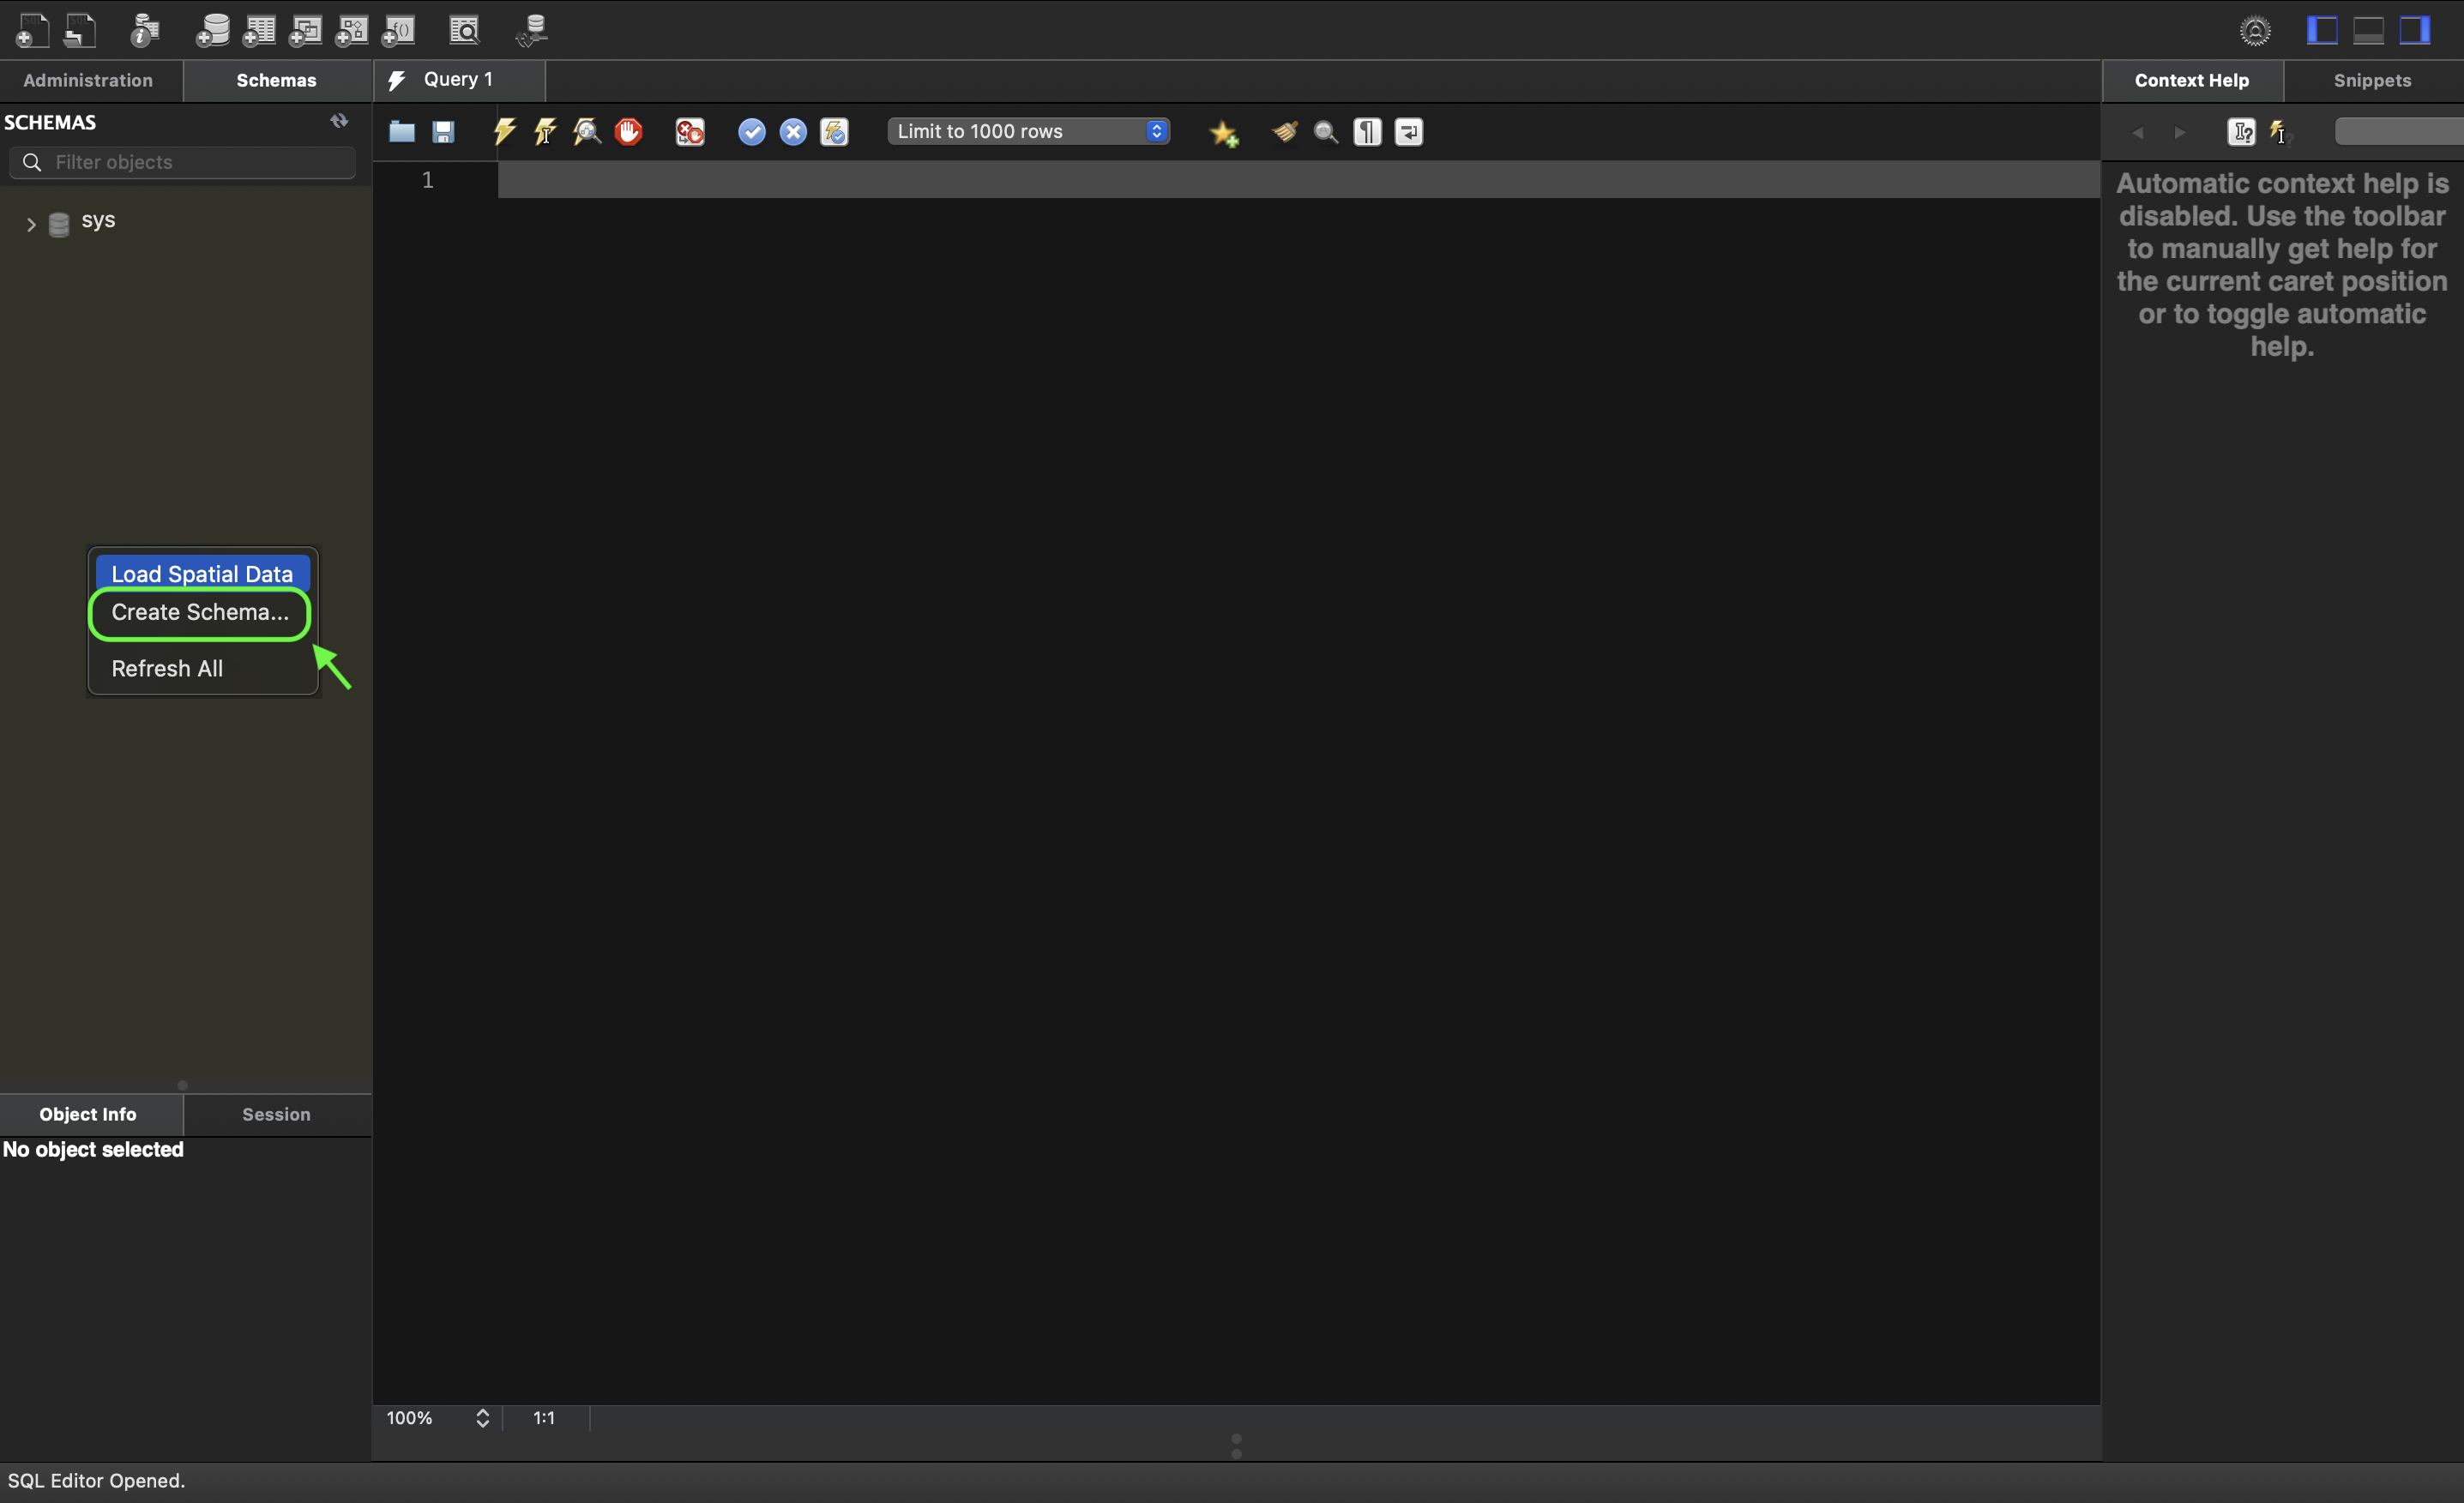 Administration
Schemas
Query 1
Context Help
Snippets
SCHEMAS
Filter objects
Limit to 1000 rows
1
sys
Automatic context help is
disabled. Use the toolbar
to manually get help for
the current caret position
or to toggle automatic
help.
Load Spatial Data
Create Schema...
Refresh All
Object Info
Session
No object selected
100%
1:1
SQL Editor Opened.